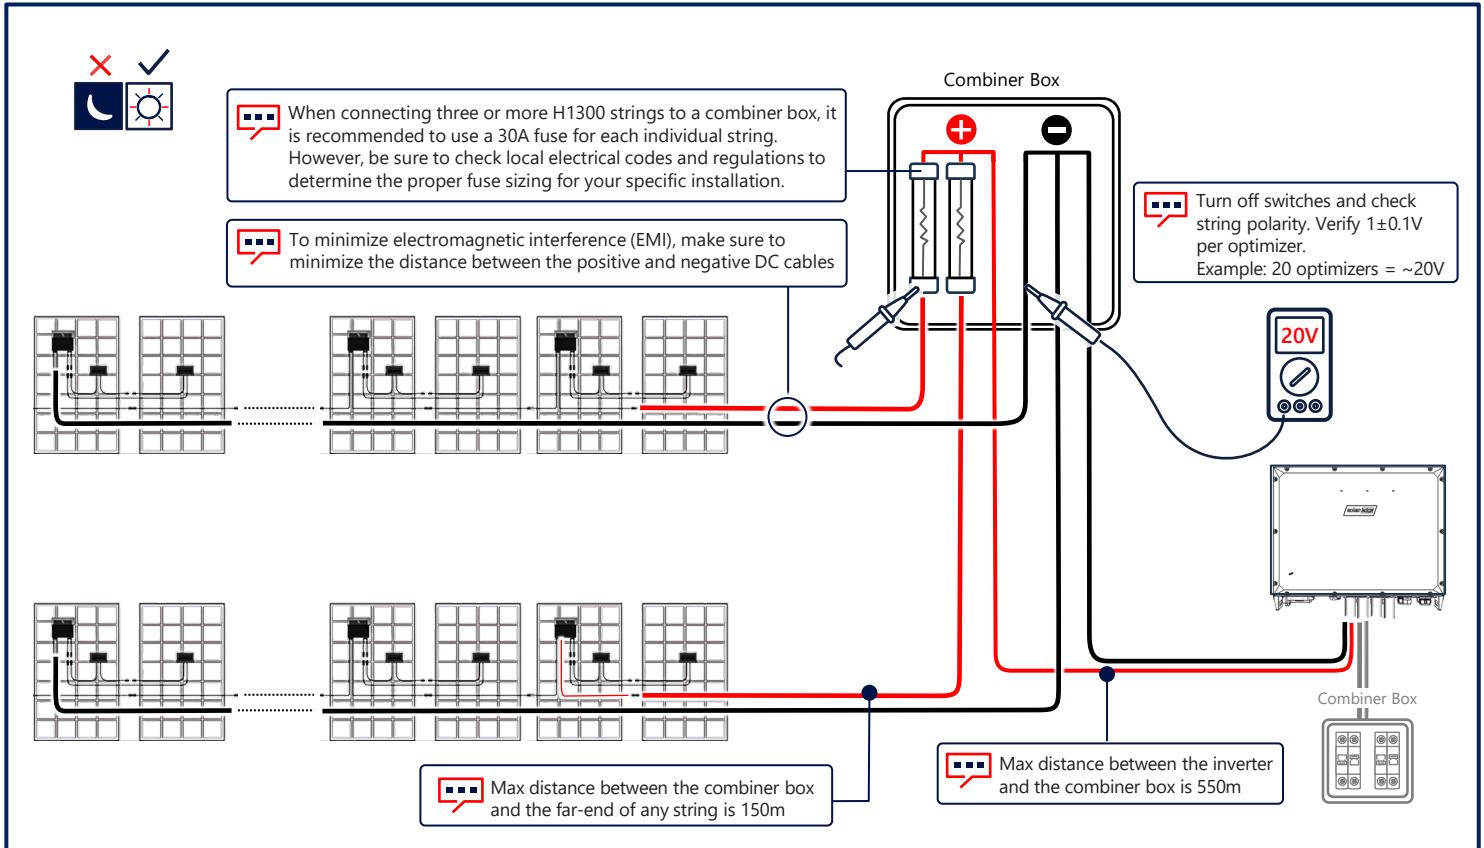 Combiner Box
When connecting three or more H1300 strings to a combiner box, it
is recommended to use a 30A fuse for each individual string.
However, be sure to check local electrical codes and regulations to
determine the proper fuse sizing for your specific installation.
Turn off switches and check
string polarity. Verify 1±0.1V
per optimizer.
Example: 20 optimizers = ~20V
To minimize electromagnetic interference (EMI), make sure to
minimize the distance between the positive and negative DC cables
20V
solaredge
Combiner Box
Max distance between the inverter
and the combiner box is 550m
Max distance between the combiner box
and the far-end of any string is 150m